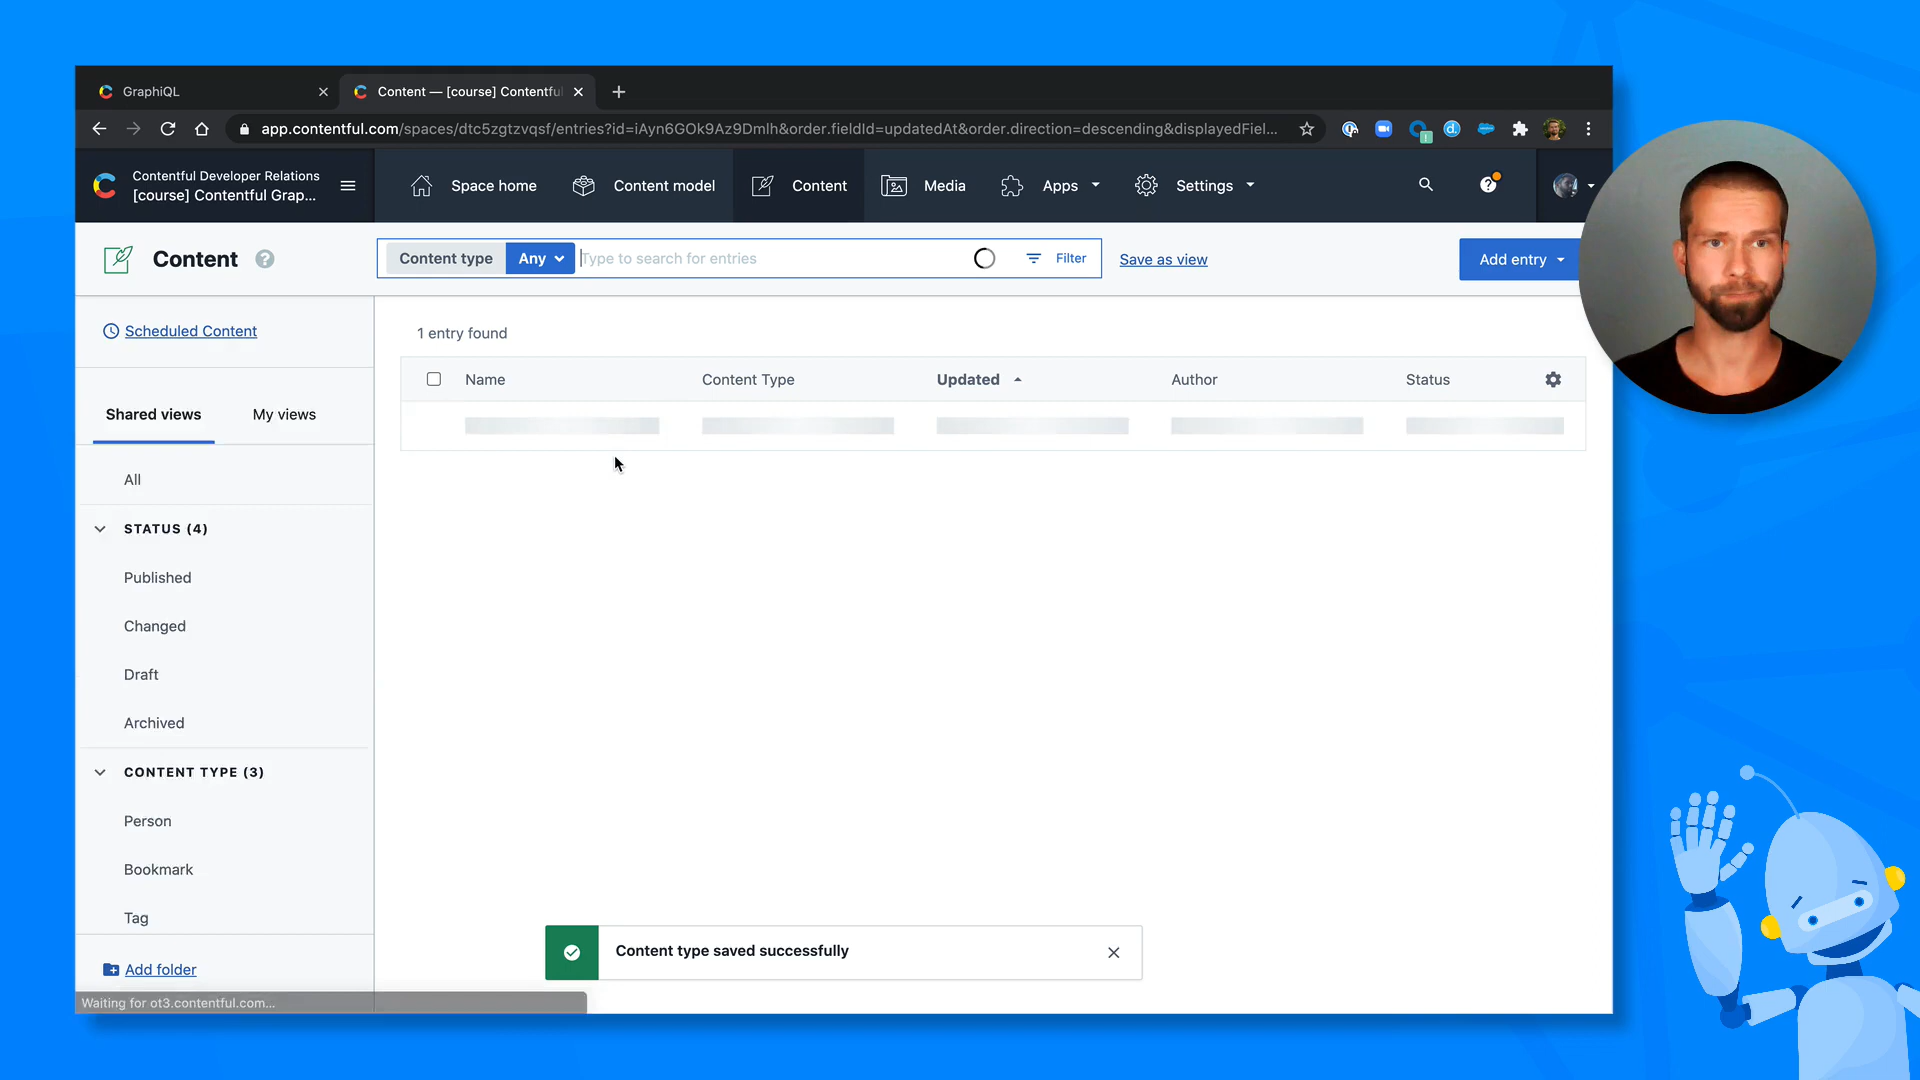 GraphiQL
Content — [course] Contentful
app.contentful.com/spaces/dtc5zgtzvqsf/entries?id=iAyn6GOk9Az9Dmlh&order.fieldId=updatedAt&order.direction=descending&displayedFiel...
Contentful Developer Relations
[course] Contentful Grap...
Space home
Content model
Content
Media
Apps
Settings
Content
Content type
Any
Type to search for entries
Filter
Save as view
Add entry
Scheduled Content
1 entry found
Name
Content Type
Updated
Author
Status
Shared views
My views
All
STATUS (4)
Published
Changed
Draft
Archived
CONTENT TYPE (3)
Person
Bookmark
Tag
Content type saved successfully
Add folder
Waiting for ot3.contentful.com...